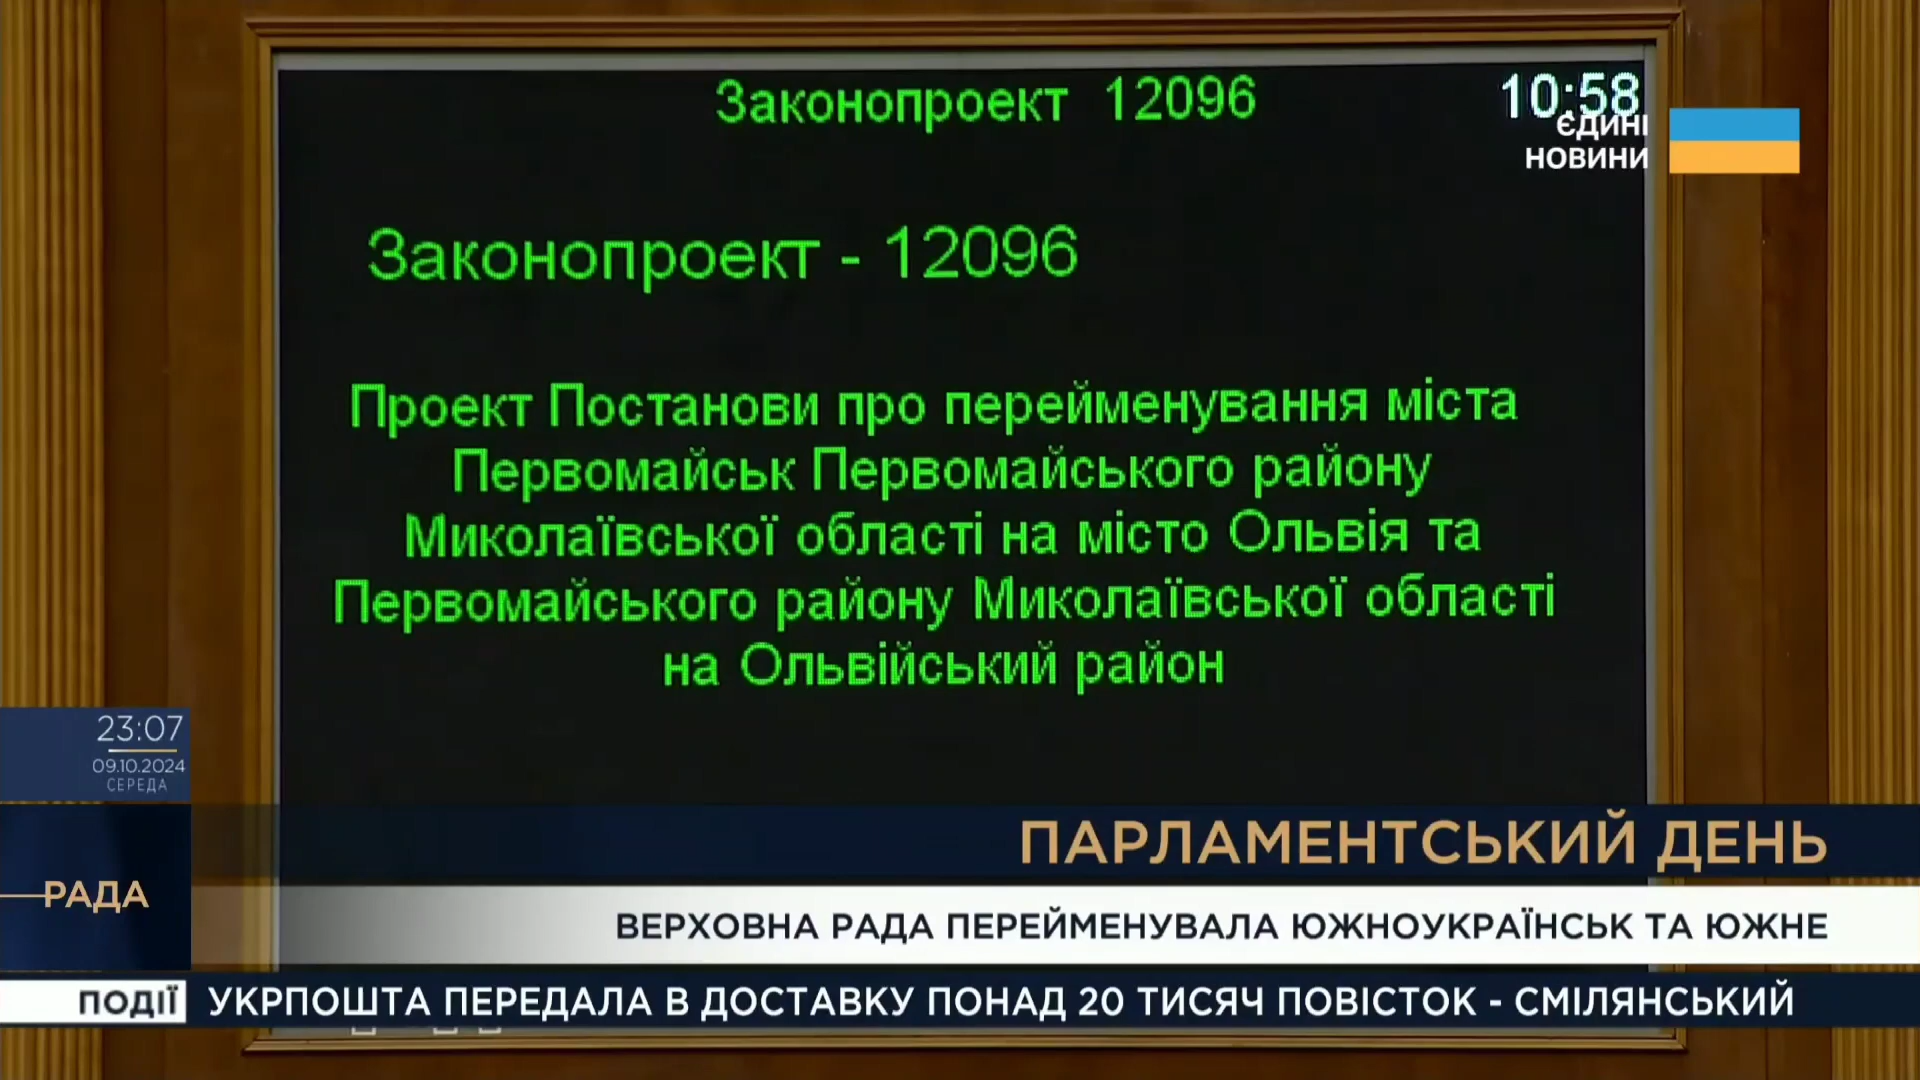 Законопроект 12096
10:58
ЄДИНІ
НОВИНИ
Законопроект - 12096
Проект Постанови про перейменування міста
Первомайськ Первомайського району
Миколаївської області на місто Ольвія та
Первомайського району Миколаївської області
на Ольвійський район
23:07
09.10.2024
СЕРЕДА
ПАРЛАМЕНТСЬКИЙ ДЕНЬ
РАДА
ВЕРХОВНА РАДА ПЕРЕЙМЕНУВАЛА ЮЖНОУКРАЇНСЬК ТА ЮЖНЕ
ПОДІЇ УКРПОШТА ПЕРЕДАЛА В ДОСТАВКУ ПОНАД 20 ТИСЯЧ ПОВІСТОК - СМІЛЯНСЬКИЙ